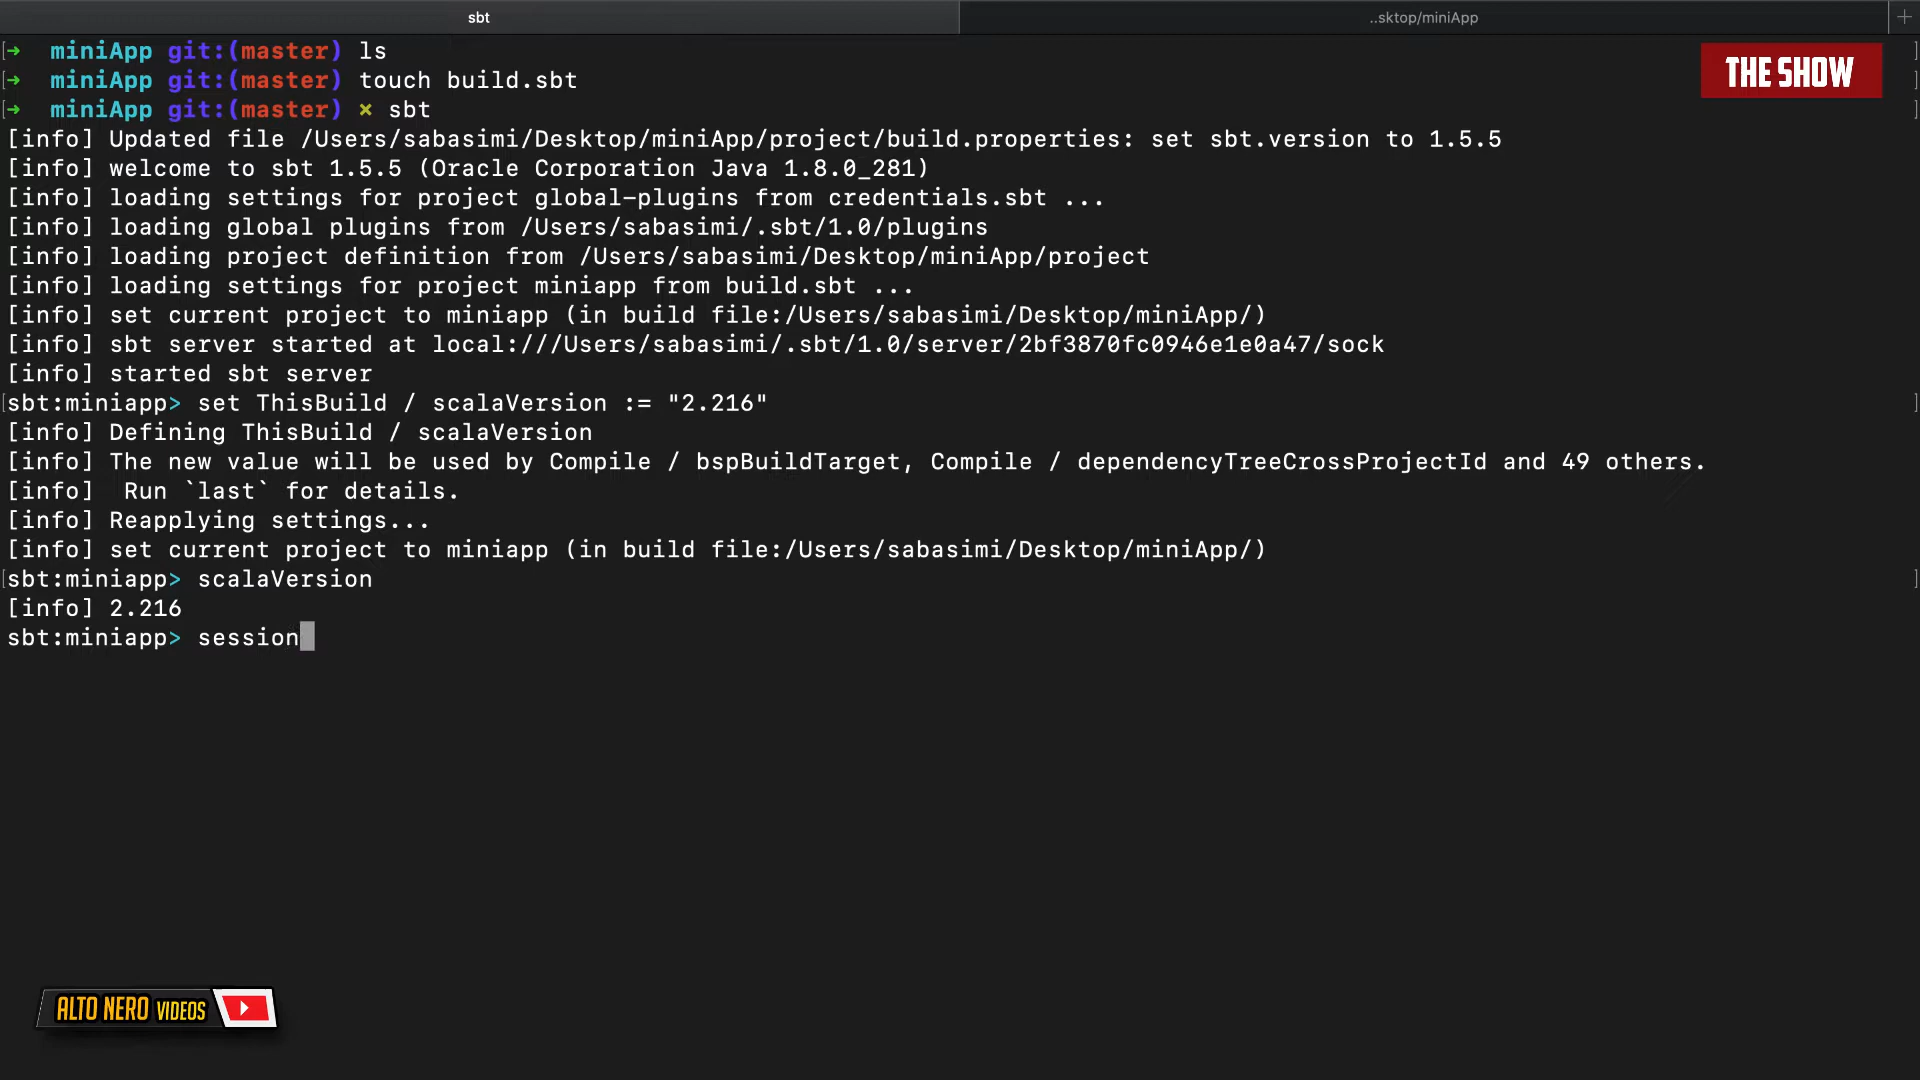 sbt
..sktop/miniApp
+
[→ miniApp git:(master) ls ]
[→ miniApp git:(master) touch build.sbt ]
[→ miniApp git:(master) × sbt ]
THE SHOW
[info] Updated file /Users/sabasimi/Desktop/miniApp/project/build.properties: set sbt.version to 1.5.5
[info] welcome to sbt 1.5.5 (Oracle Corporation Java 1.8.0_281)
[info] loading settings for project global-plugins from credentials.sbt ...
[info] loading global plugins from /Users/sabasimi/.sbt/1.0/plugins
[info] loading project definition from /Users/sabasimi/Desktop/miniApp/project
[info] loading settings for project miniapp from build.sbt ...
[info] set current project to miniapp (in build file:/Users/sabasimi/Desktop/miniApp/)
[info] sbt server started at local:///Users/sabasimi/.sbt/1.0/server/2bf3870fc0946e1e0a47/sock
[info] started sbt server
[sbt:miniapp> set ThisBuild / scalaVersion := "2.216" ]
[info] Defining ThisBuild / scalaVersion
[info] The new value will be used by Compile / bspBuildTarget, Compile / dependencyTreeCrossProjectId and 49 others.
[info]  Run `last` for details.
[info] Reapplying settings...
[info] set current project to miniapp (in build file:/Users/sabasimi/Desktop/miniApp/)
[sbt:miniapp> scalaVersion ]
[info] 2.216
sbt:miniapp> session
ALTO NERO VIDEOS